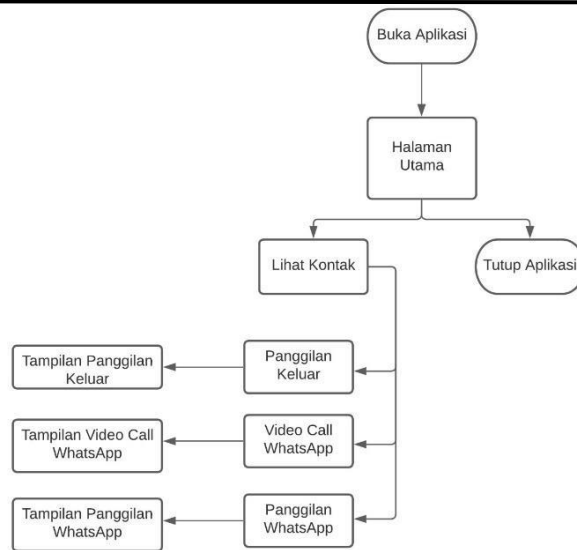 Buka Aplikasi
Halaman
Utama
Lihat Kontak
Tutup Aplikasi
Tampilan Panggilan
Keluar
Panggilan
Keluar
Tampilan Video Call
WhatsApp
Video Call
WhatsApp
Tampilan Panggilan
WhatsApp
Panggilan
WhatsApp